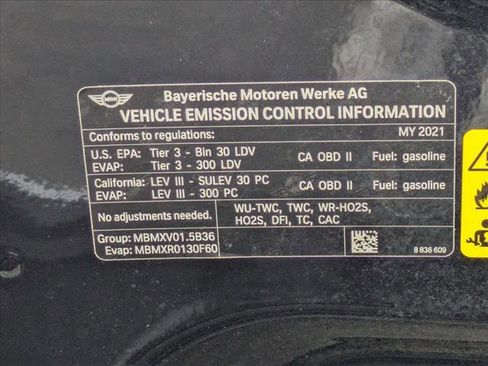 MINI
Bayerische Motoren Werke AG
VEHICLE EMISSION CONTROL INFORMATION
Conforms to regulations: MY 2021
U.S. EPA: Tier 3 - Bin 30 LDV CA OBD II Fuel: gasoline
EVAP: Tier 3 - 300 LDV
California: LEV III - SULEV 30 PC CA OBD II Fuel: gasoline
EVAP: LEV III - 300 PC
No adjustments needed. WU-TWC, TWC, WR-HO2S,
HO2S, DFI, TC, CAC
Group: MBMXV01.5B36
Evap: MBMXR0130F60
8 836 609